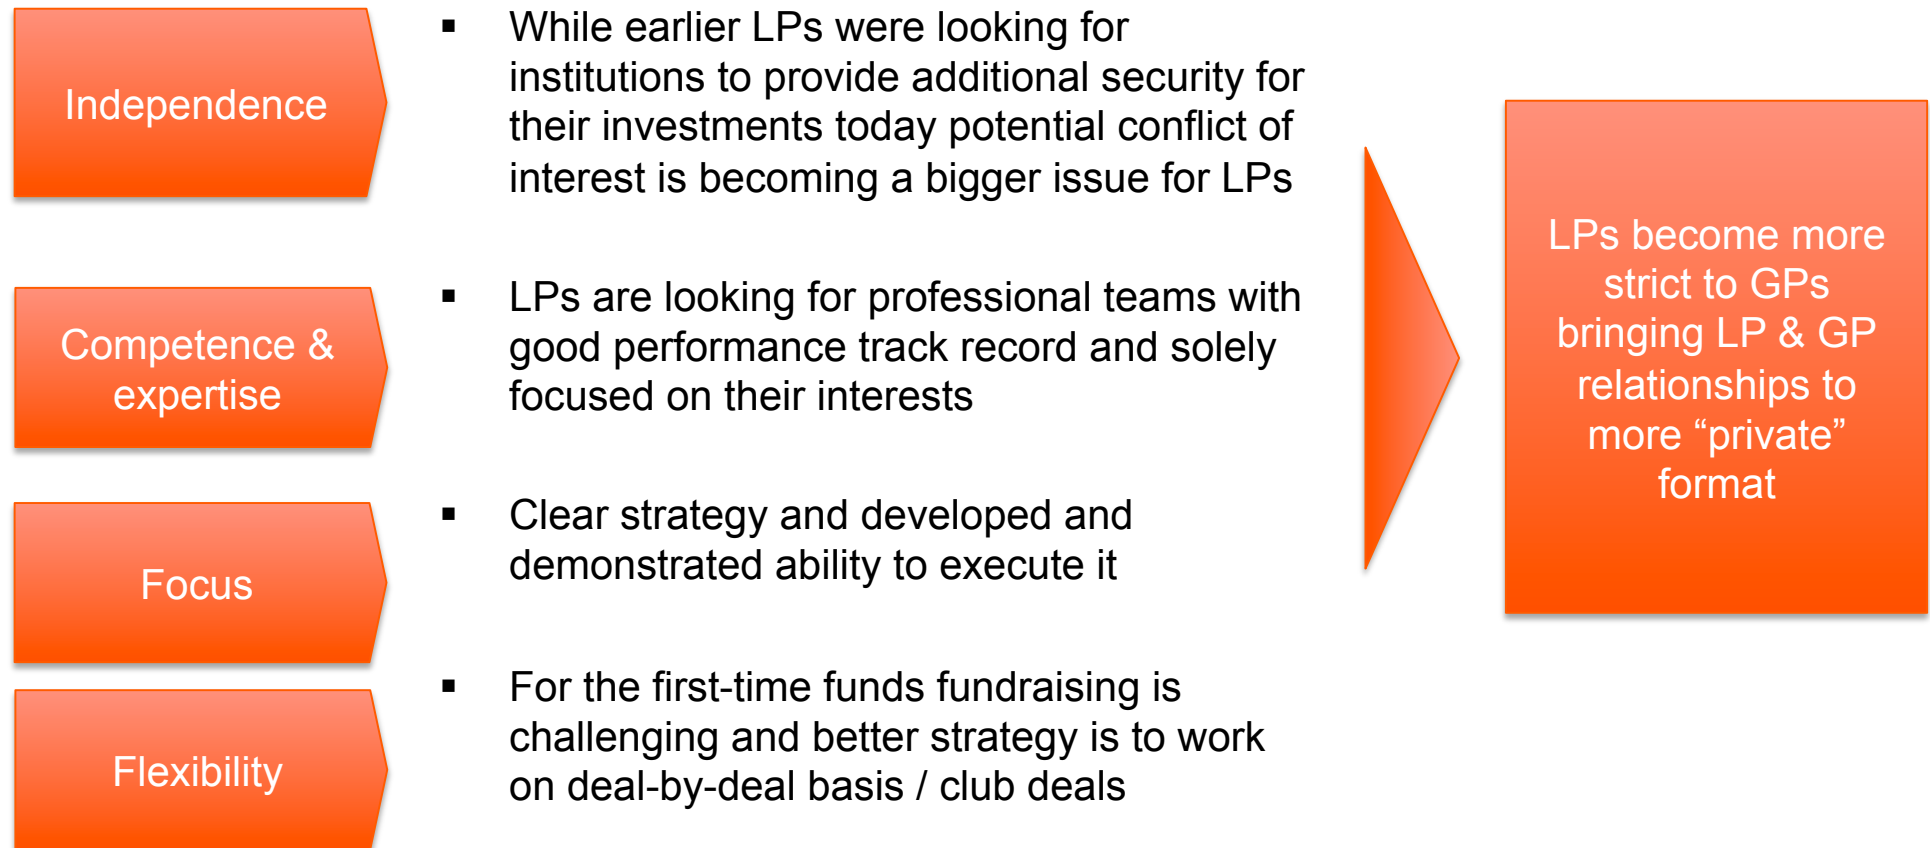 Independence
▪ While earlier LPs were looking for
institutions to provide additional security for
their investments today potential conflict of
interest is becoming a bigger issue for LPs
Competence &
expertise
▪ LPs are looking for professional teams with
good performance track record and solely
focused on their interests
Focus
▪ Clear strategy and developed and
demonstrated ability to execute it
Flexibility
▪ For the first-time funds fundraising is
challenging and better strategy is to work
on deal-by-deal basis / club deals
LPs become more
strict to GPs
bringing LP & GP
relationships to
more “private”
format